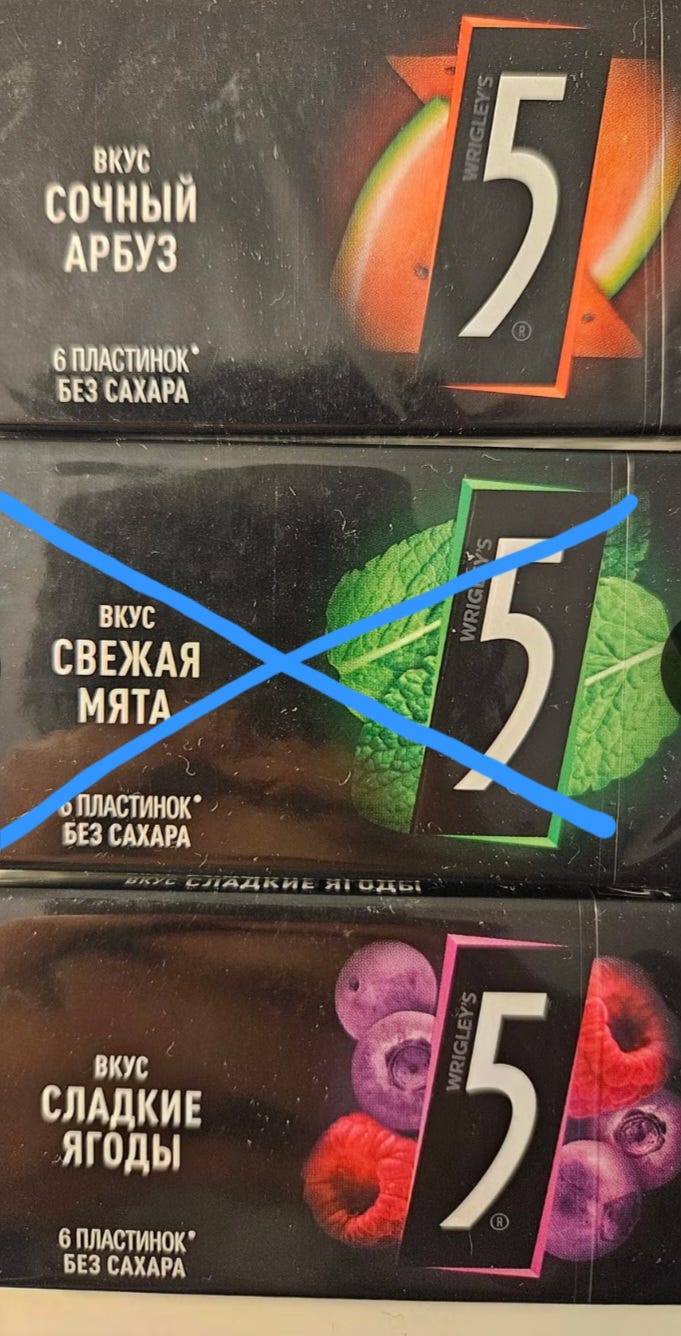 ВКУС
СОЧНЫЙ
АРБУЗ
6 ПЛАСТИНОК*
БЕЗ САХАРА
WRIGLEY'S
5
®
ВКУС
СВЕЖАЯ
МЯТА
6 ПЛАСТИНОК*
БЕЗ САХАРА
WRIGLEY'S
5
ВКУС СЛАДКИЕ ЯГОДЫ
ВКУС
СЛАДКИЕ
ЯГОДЫ
6 ПЛАСТИНОК*
БЕЗ САХАРА
WRIGLEY'S
5
®